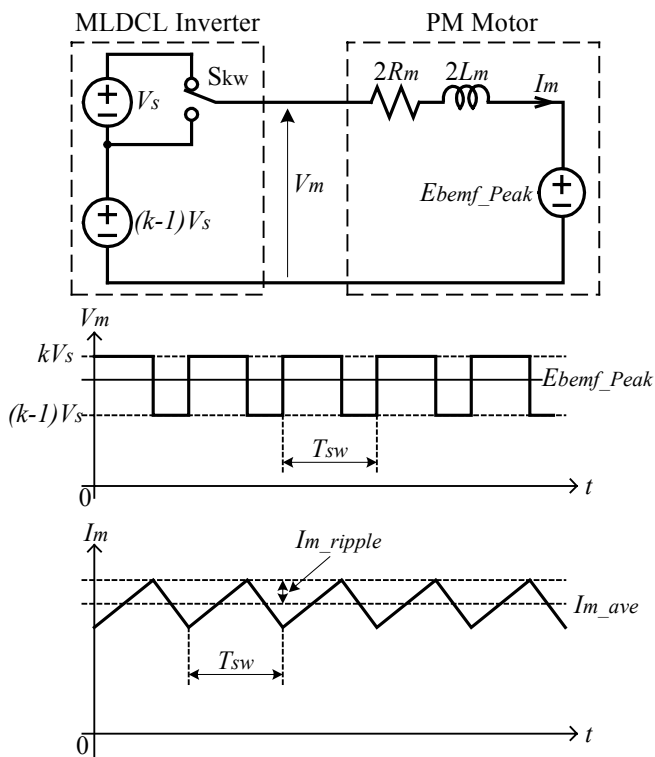 MLDCL Inverter
PM Motor
Skw
2Rm
2Lm
Im
Vs
Vm
Ebemf_Peak
(k-1)Vs
Vm
kVs
Ebemf_Peak
(k-1)Vs
Tsw
0
t
Im
Im_ripple
Im_ave
Tsw
0
t